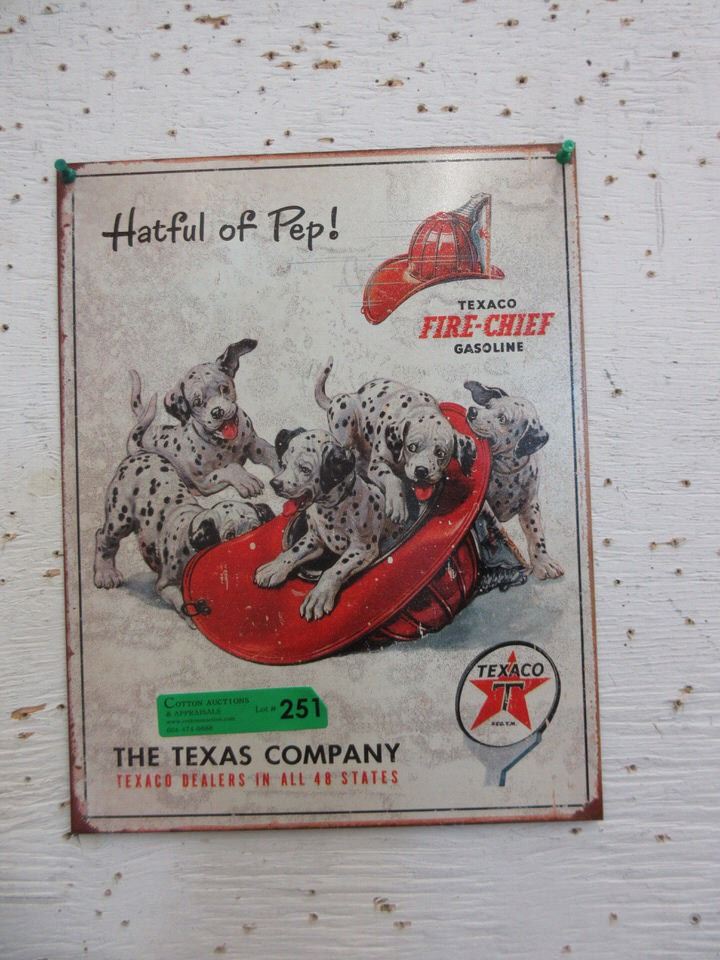 Hatful of Pep!
TEXACO
FIRE-CHIEF
GASOLINE
TEXACO
T
REG. T.M.
COTTON AUCTIONS
& APPRAISALS
Lot # 251
THE TEXAS COMPANY
TEXACO DEALERS IN ALL 48 STATES